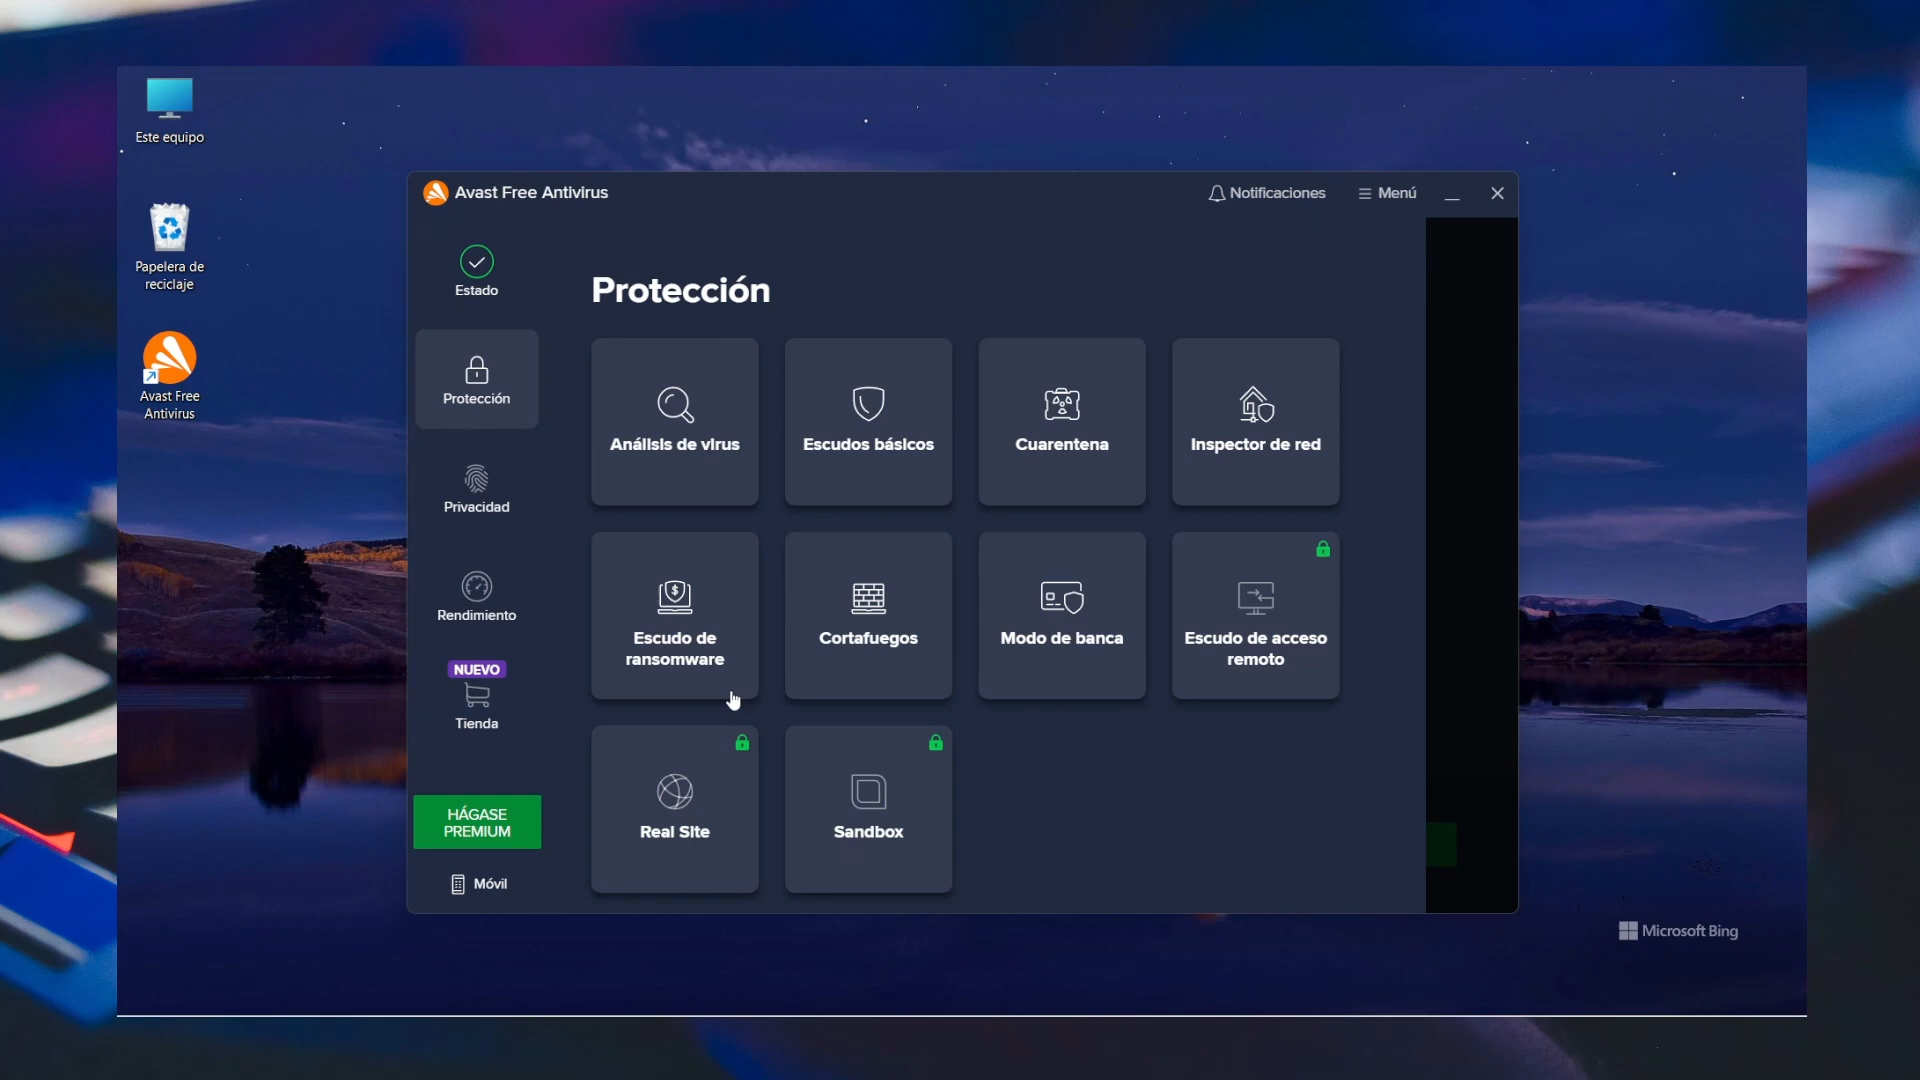 Este equipo
Papelera de
reciclaje
Avast Free
Antivirus
Avast Free Antivirus
Notificaciones
Menú
Estado
Protección
Privacidad
Rendimiento
NUEVO
Tienda
HÁGASE
PREMIUM
Móvil
Protección
Análisis de virus
Escudos básicos
Cuarentena
Inspector de red
$
Escudo de
ransomware
Cortafuegos
Modo de banca
Escudo de acceso
remoto
Real Site
Sandbox
Microsoft Bing